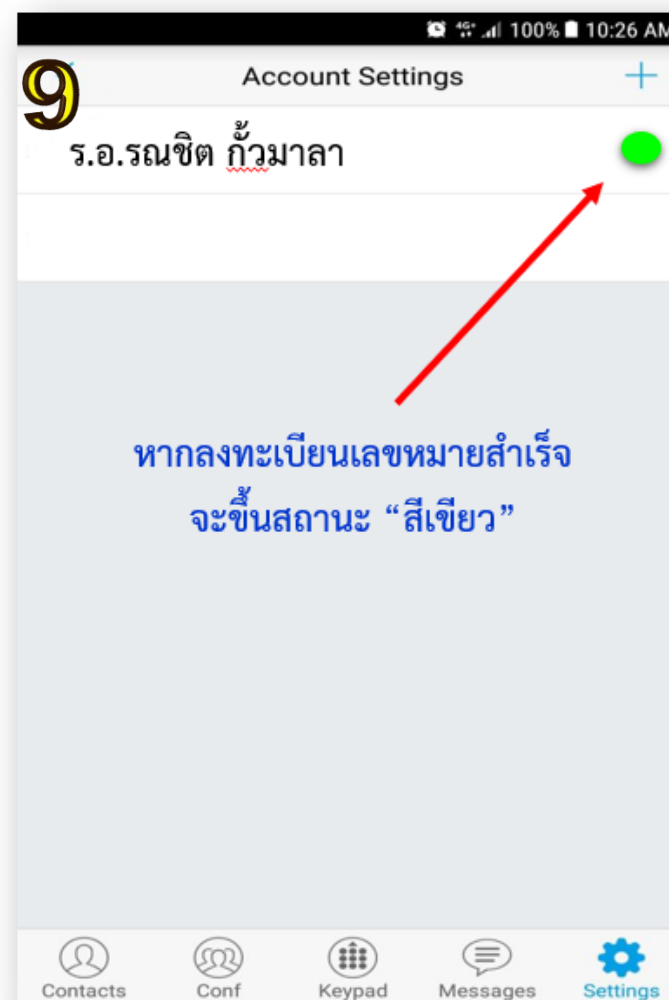 4G+ 100% 10:26 AM
9
Account Settings +
ร.อ.รณชิต กั้วมาลา
หากลงทะเบียนเลขหมายสำเร็จ
จะขึ้นสถานะ “สีเขียว”
Contacts Conf Keypad Messages Settings